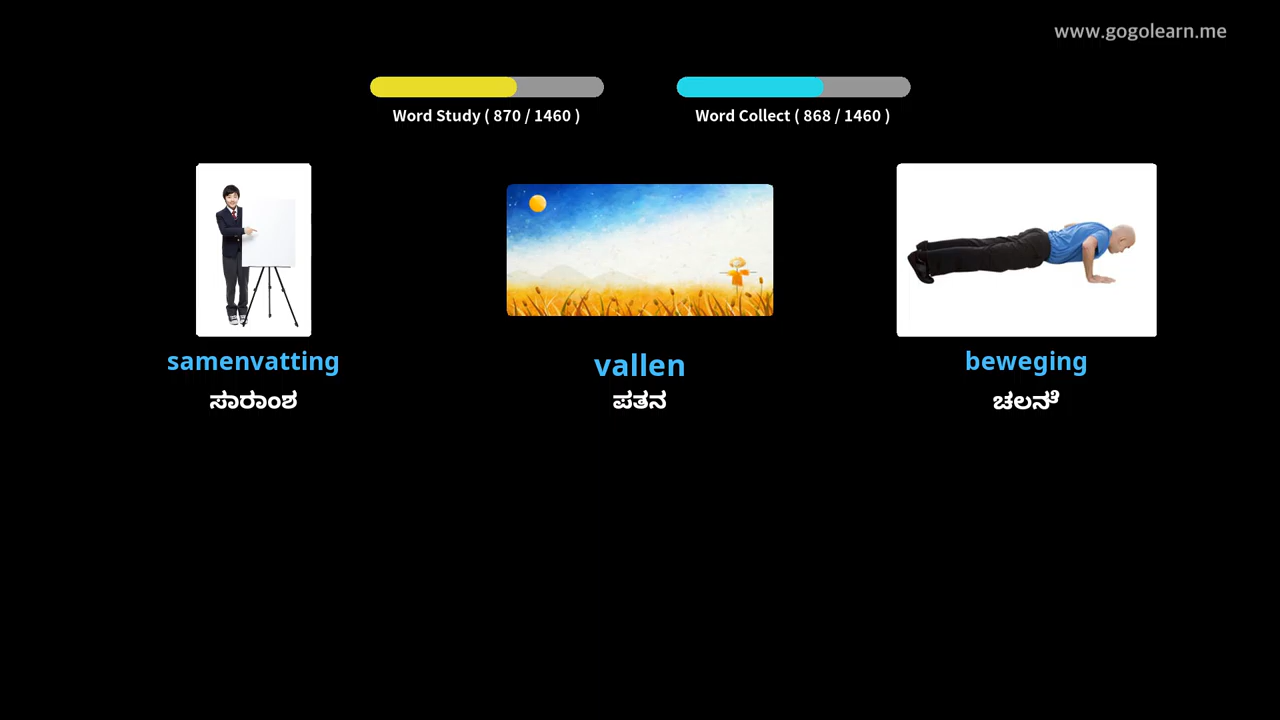 www.gogolearn.me
Word Study ( 870 / 1460 )
Word Collect ( 868 / 1460 )
samenvatting
vallen
beweging
ಸಾರಾಂಶ
ಪತನ
ಚಲನೆ